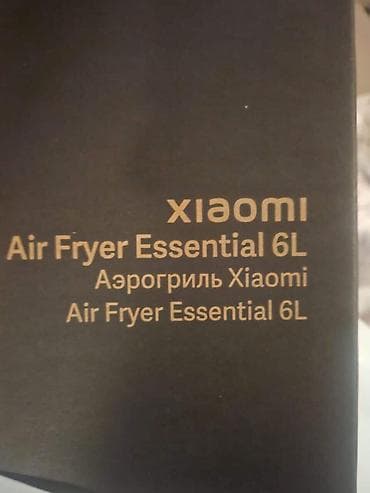 xiaomi
Air Fryer Essential 6L
Аэрогриль Xiaomi
Air Fryer Essential 6L